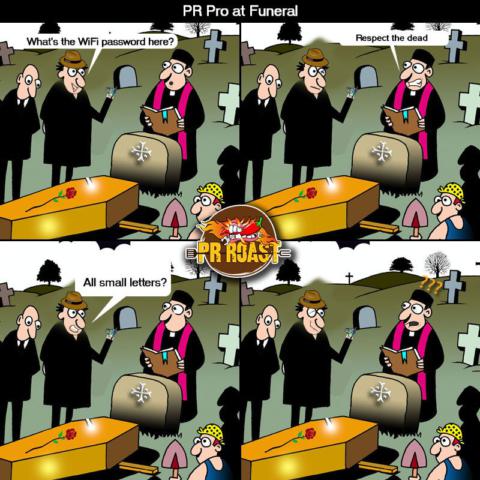 PR Pro at Funeral
What's the WiFi password here?
Respect the dead
PR ROAST
All small letters?
???